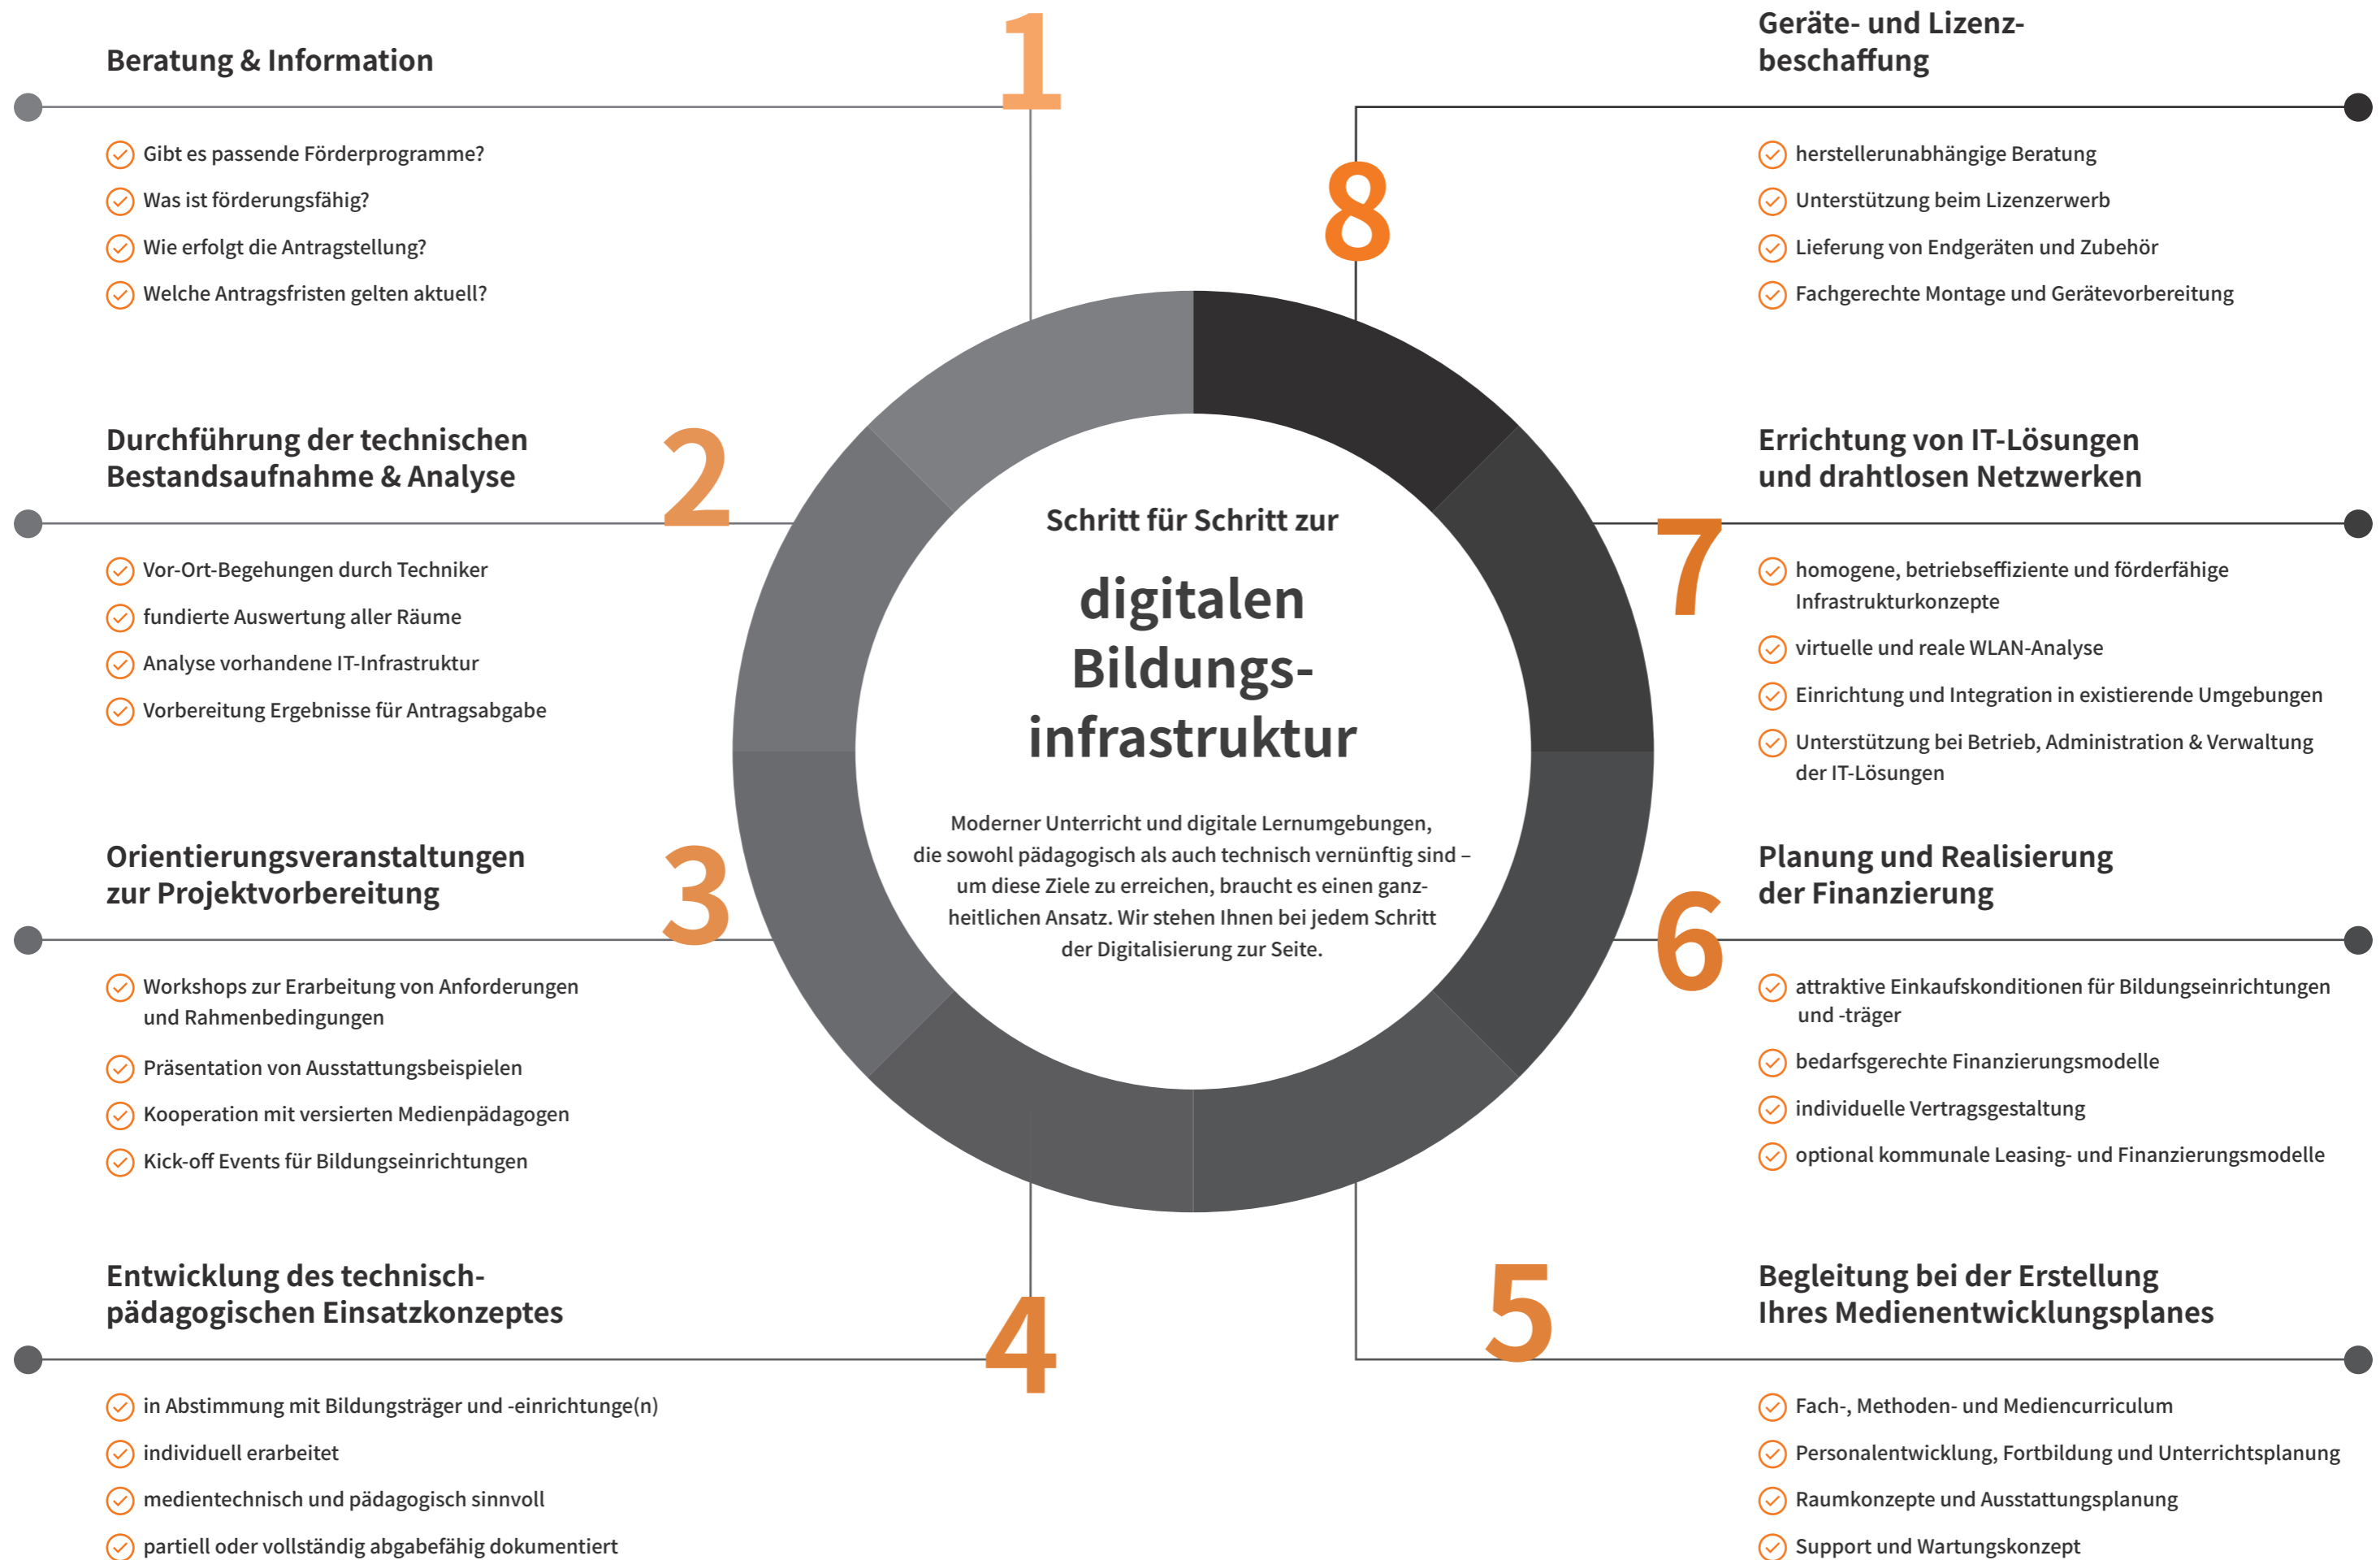 1
Beratung & Information
Gibt es passende Förderprogramme?
Was ist förderungsfähig?
Wie erfolgt die Antragstellung?
Welche Antragsfristen gelten aktuell?
2
Durchführung der technischen
Bestandsaufnahme & Analyse
Vor-Ort-Begehungen durch Techniker
fundierte Auswertung aller Räume
Analyse vorhandene IT-Infrastruktur
Vorbereitung Ergebnisse für Antragsabgabe
3
Orientierungsveranstaltungen
zur Projektvorbereitung
Workshops zur Erarbeitung von Anforderungen
und Rahmenbedingungen
Präsentation von Ausstattungsbeispielen
Kooperation mit versierten Medienpädagogen
Kick-off Events für Bildungseinrichtungen
4
Entwicklung des technisch-
pädagogischen Einsatzkonzeptes
in Abstimmung mit Bildungsträger und -einrichtunge(n)
individuell erarbeitet
medientechnisch und pädagogisch sinnvoll
partiell oder vollständig abgabefähig dokumentiert
Schritt für Schritt zur
digitalen
Bildungs-
infrastruktur
Moderner Unterricht und digitale Lernumgebungen,
die sowohl pädagogisch als auch technisch vernünftig sind –
um diese Ziele zu erreichen, braucht es einen ganz-
heitlichen Ansatz. Wir stehen Ihnen bei jedem Schritt
der Digitalisierung zur Seite.
5
Begleitung bei der Erstellung
Ihres Medienentwicklungsplanes
Fach-, Methoden- und Mediencurriculum
Personalentwicklung, Fortbildung und Unterrichtsplanung
Raumkonzepte und Ausstattungsplanung
Support und Wartungskonzept
6
Planung und Realisierung
der Finanzierung
attraktive Einkaufskonditionen für Bildungseinrichtungen
und -träger
bedarfsgerechte Finanzierungsmodelle
individuelle Vertragsgestaltung
optional kommunale Leasing- und Finanzierungsmodelle
7
Errichtung von IT-Lösungen
und drahtlosen Netzwerken
homogene, betriebseffiziente und förderfähige
Infrastrukturkonzepte
virtuelle und reale WLAN-Analyse
Einrichtung und Integration in existierende Umgebungen
Unterstützung bei Betrieb, Administration & Verwaltung
der IT-Lösungen
8
Geräte- und Lizenz-
beschaffung
herstellerunabhängige Beratung
Unterstützung beim Lizenzerwerb
Lieferung von Endgeräten und Zubehör
Fachgerechte Montage und Gerätevorbereitung